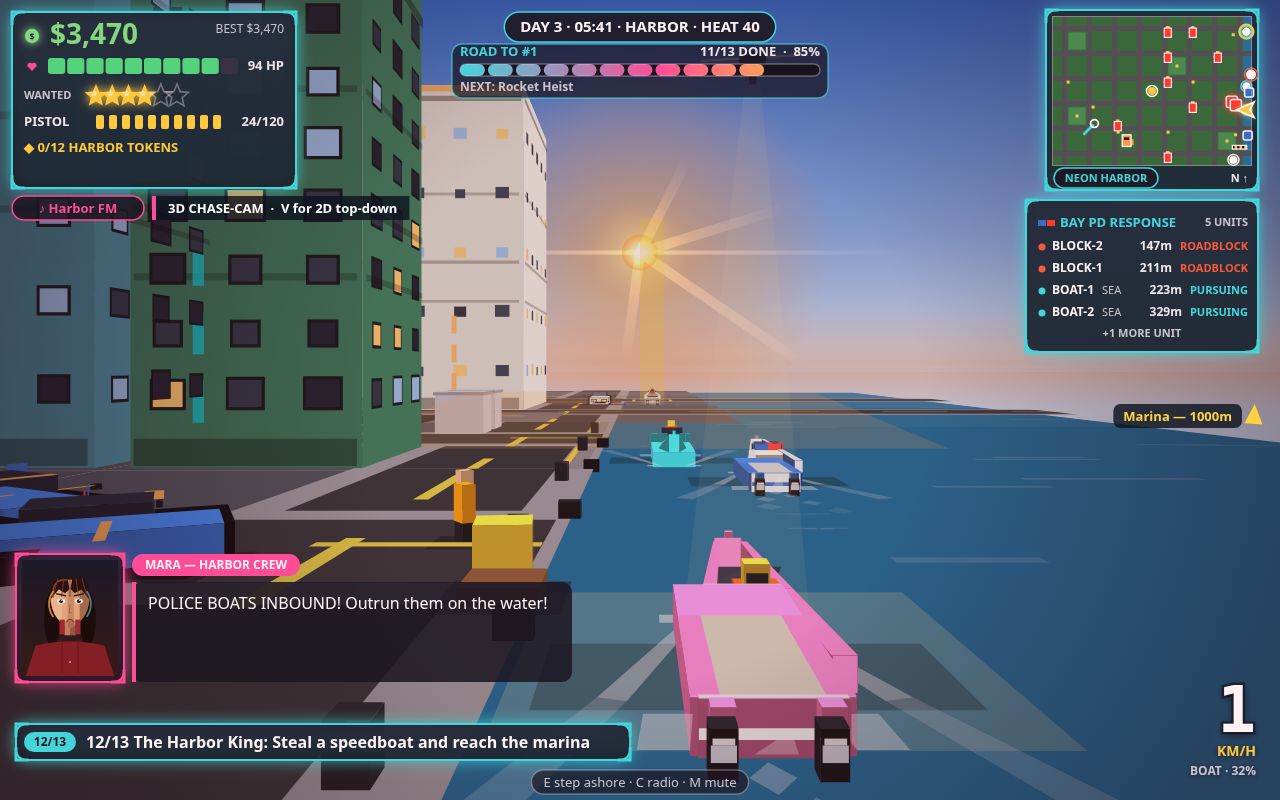 $ $3,470 BEST $3,470
94 HP
WANTED
PISTOL 24/120
◆ 0/12 HARBOR TOKENS
♪ Harbor FM
3D CHASE-CAM · V for 2D top-down
DAY 3 · 05:41 · HARBOR · HEAT 40
ROAD TO #1 11/13 DONE · 85%
NEXT: Rocket Heist
NEON HARBOR N ↑
BAY PD RESPONSE 5 UNITS
BLOCK-2 147m ROADBLOCK
BLOCK-1 211m ROADBLOCK
BOAT-1 SEA 223m PURSUING
BOAT-2 SEA 329m PURSUING
+1 MORE UNIT
Marina — 1000m
MARA — HARBOR CREW
POLICE BOATS INBOUND! Outrun them on the water!
12/13 12/13 The Harbor King: Steal a speedboat and reach the marina
E step ashore · C radio · M mute
1
KM/H
BOAT · 32%